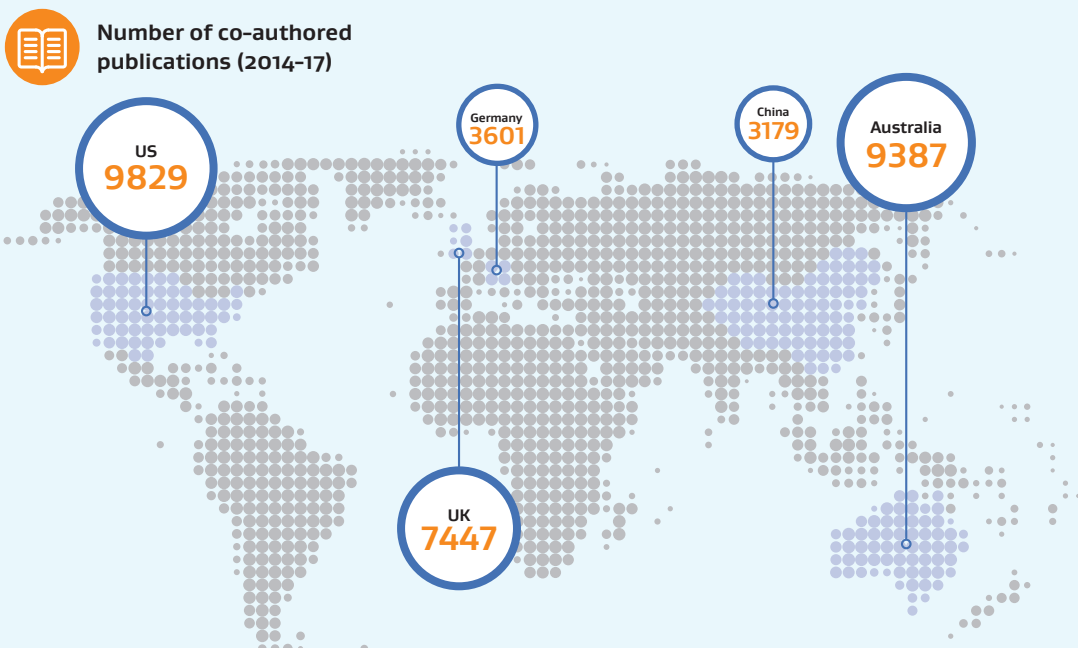 Number of co-authored
publications (2014-17)
US
9829
Germany
3601
China
3179
Australia
9387
UK
7447